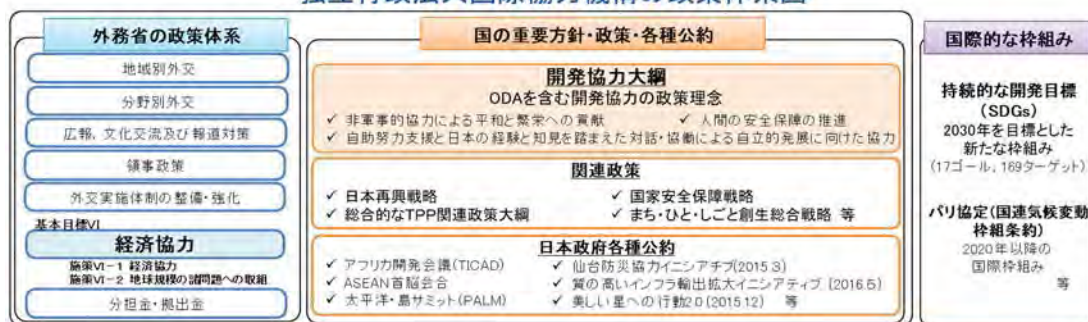 外務省の政策体系
地域別外交
分野別外交
広報、文化交流及び報道対策
領事政策
外交実施体制の整備・強化
基本目標Ⅵ
経済協力
施策Ⅵ－1 経済協力
施策Ⅵ－2 地球規模の諸問題への取組
分担金・拠出金
国の重要方針・政策・各種公約
開発協力大綱
ODAを含む開発協力の政策理念
✓ 非軍事的協力による平和と繁栄への貢献 ✓ 人間の安全保障の推進
✓ 自助努力支援と日本の経験と知見を踏まえた対話・協働による自立的発展に向けた協力
関連政策
✓ 日本再興戦略 ✓ 国家安全保障戦略
✓ 総合的なTPP関連政策大綱 ✓ まち・ひと・しごと創生総合戦略 等
日本政府各種公約
✓ アフリカ開発会議(TICAD) ✓ 仙台防災協力イニシアチブ(2015.3)
✓ ASEAN首脳会合 ✓ 質の高いインフラ輸出拡大イニシアティブ (2016.5)
✓ 太平洋・島サミット(PALM) ✓ 美しい星への行動2.0(2015.12) 等
国際的な枠組み
持続的な開発目標
(SDGs)
2030年を目標とした
新たな枠組み
(17ゴール、169ターゲット)
パリ協定(国連気候変動
枠組条約)
2020年以降の
国際枠組み
等